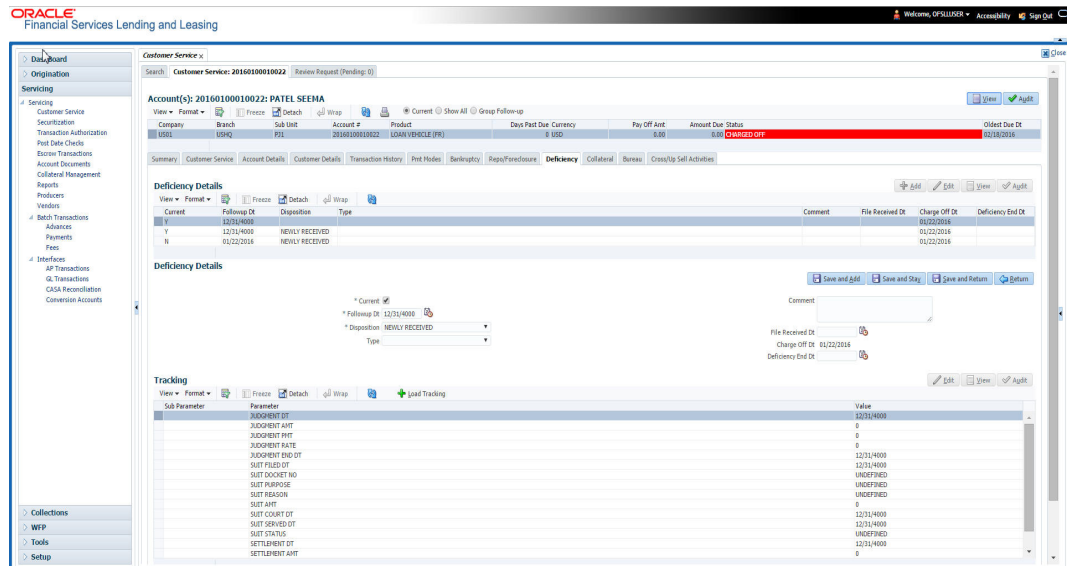 ORACLE
Financial Services Lending and Leasing
Welcome, OFSLLUSER Accessibility Sign Out
Close
Dashboard
Origination
Servicing
Servicing
Customer Service
Securitization
Transaction Authorization
Post Date Checks
Escrow Transactions
Account Documents
Collateral Management
Reports
Producers
Vendors
Batch Transactions
Advances
Payments
Fees
Interfaces
AP Transactions
GL Transactions
CASA Reconciliation
Conversion Accounts
Collections
WFP
Tools
Setup
Customer Service x
Search Customer Service: 20160100010022 Review Request (Pending: 0)
Account(s): 20160100010022: PATEL SEEMA
View Audit
View Format Freeze Detach Wrap Current Show All Group Follow-up
Company Branch Sub Unit Account # Product Days Past Due Currency Pay Off Amt Amount Due Status Oldest Due Dt
US01 USHQ PJ1 20160100010022 LOAN VEHICLE (FR) 0 USD 0.00 0.00 CHARGED OFF 02/18/2016
Summary Customer Service Account Details Customer Details Transaction History Pmt Modes Bankruptcy Repo/Foreclosure Deficiency Collateral Bureau Cross/Up Sell Activities
Deficiency Details
Add Edit View Audit
View Format Freeze Detach Wrap
Current Followup Dt Disposition Type Comment File Received Dt Charge Off Dt Deficiency End Dt
Y 12/31/4000 01/22/2016
Y 12/31/4000 NEWLY RECEIVED 01/22/2016
N 01/22/2016 NEWLY RECEIVED 01/22/2016
Deficiency Details
Save and Add Save and Stay Save and Return Return
* Current
* Followup Dt 12/31/4000
* Disposition NEWLY RECEIVED
Type
Comment
File Received Dt
Charge Off Dt 01/22/2016
Deficiency End Dt
Tracking
Edit View Audit
View Format Freeze Detach Wrap Load Tracking
Sub Parameter Parameter Value
JUDGMENT DT 12/31/4000
JUDGMENT AMT 0
JUDGMENT PMT 0
JUDGMENT RATE 0
JUDGMENT END DT 12/31/4000
SUIT FILED DT 12/31/4000
SUIT DOCKET NO UNDEFINED
SUIT PURPOSE UNDEFINED
SUIT REASON UNDEFINED
SUIT AMT 0
SUIT COURT DT 12/31/4000
SUIT SERVED DT 12/31/4000
SUIT STATUS UNDEFINED
SETTLEMENT DT 12/31/4000
SETTLEMENT AMT 0